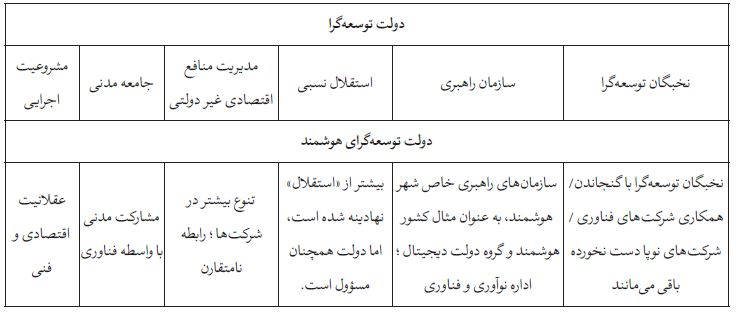 دولت توسعه‌گرا
نخبگان توسعه‌گرا
سازمان راهبری
استقلال نسبی
مدیریت منافع
اقتصادی غیر دولتی
جامعه مدنی
مشروعیت
اجرایی
دولت توسعه‌گرای هوشمند
نخبگان توسعه‌گرا با گنجاندن/
همکاری شرکت‌های فناوری /
شرکت‌های نوپا دست نخورده
باقی می‌مانند
سازمان‌های راهبری خاص شهر
هوشمند، به عنوان مثال کشور
هوشمند و گروه دولت دیجیتال ؛
اداره نوآوری و فناوری
بیشتر از «استقلال»
نهادینه شده است،
اما دولت همچنان
مسؤول است.
تنوع بیشتر در
شرکت‌ها ؛ رابطه
نامتقارن
مشارکت مدنی
با واسطه فناوری
عقلانیت
اقتصادی و
فنی